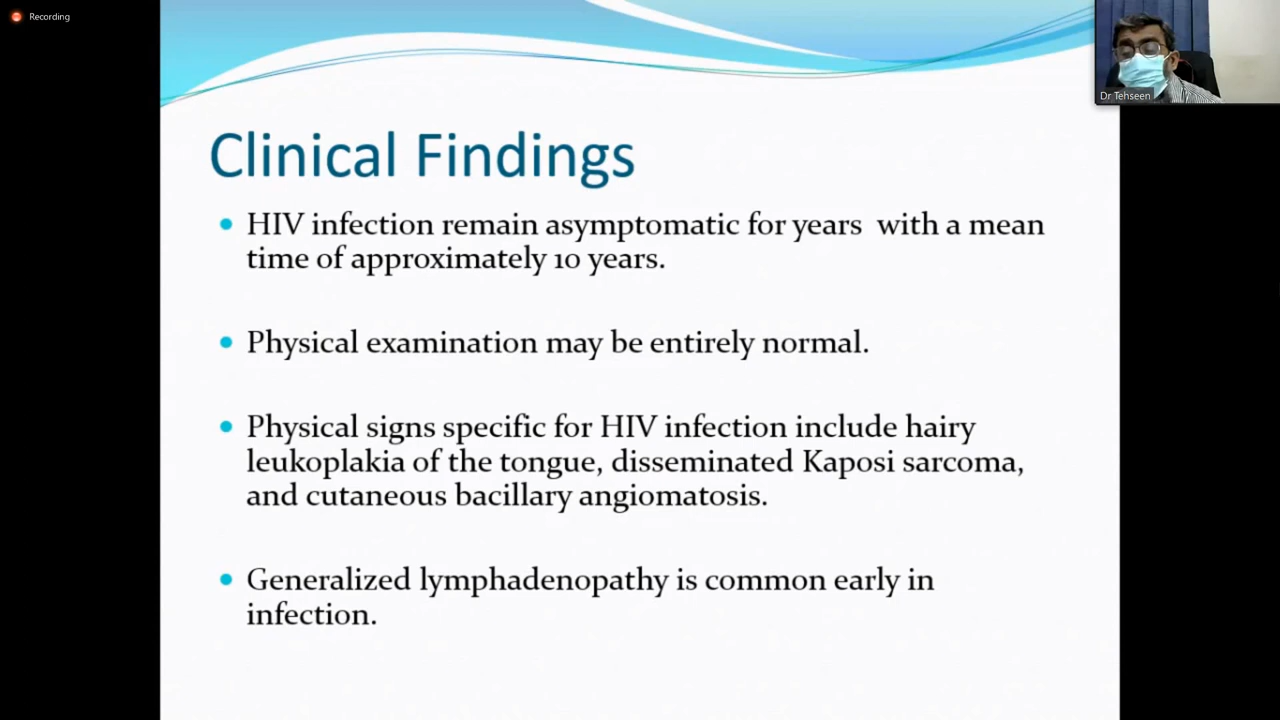 Recording
Dr Tehseen
Clinical Findings
• HIV infection remain asymptomatic for years with a mean
time of approximately 10 years.
• Physical examination may be entirely normal.
• Physical signs specific for HIV infection include hairy
leukoplakia of the tongue, disseminated Kaposi sarcoma,
and cutaneous bacillary angiomatosis.
• Generalized lymphadenopathy is common early in
infection.